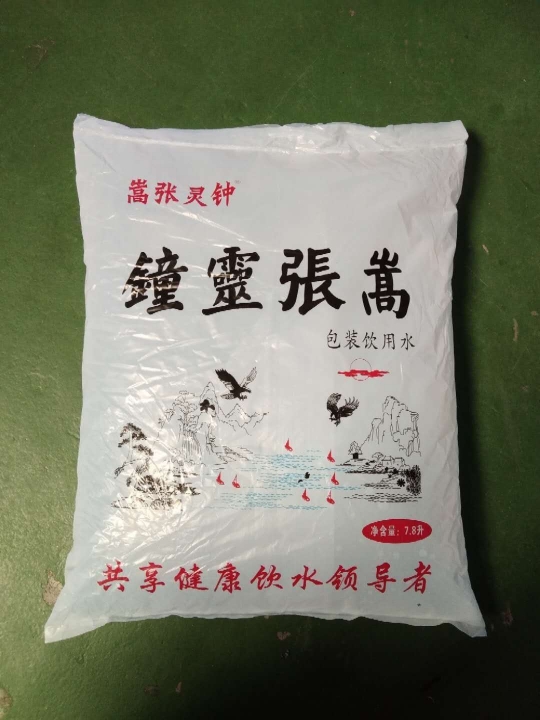 嵩张灵钟
鐘靈張嵩
包装饮用水
净含量：7.8升
共享健康饮水领导者